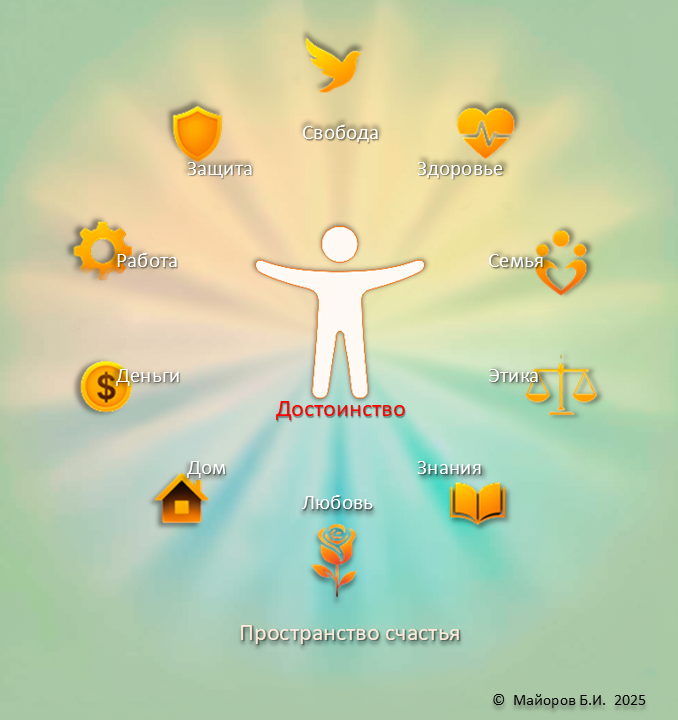 Свобода
Защита
Здоровье
Работа
Семья
Деньги
$
Этика
Достоинство
Дом
Знания
Любовь
Пространство счастья
© Майоров Б.И. 2025